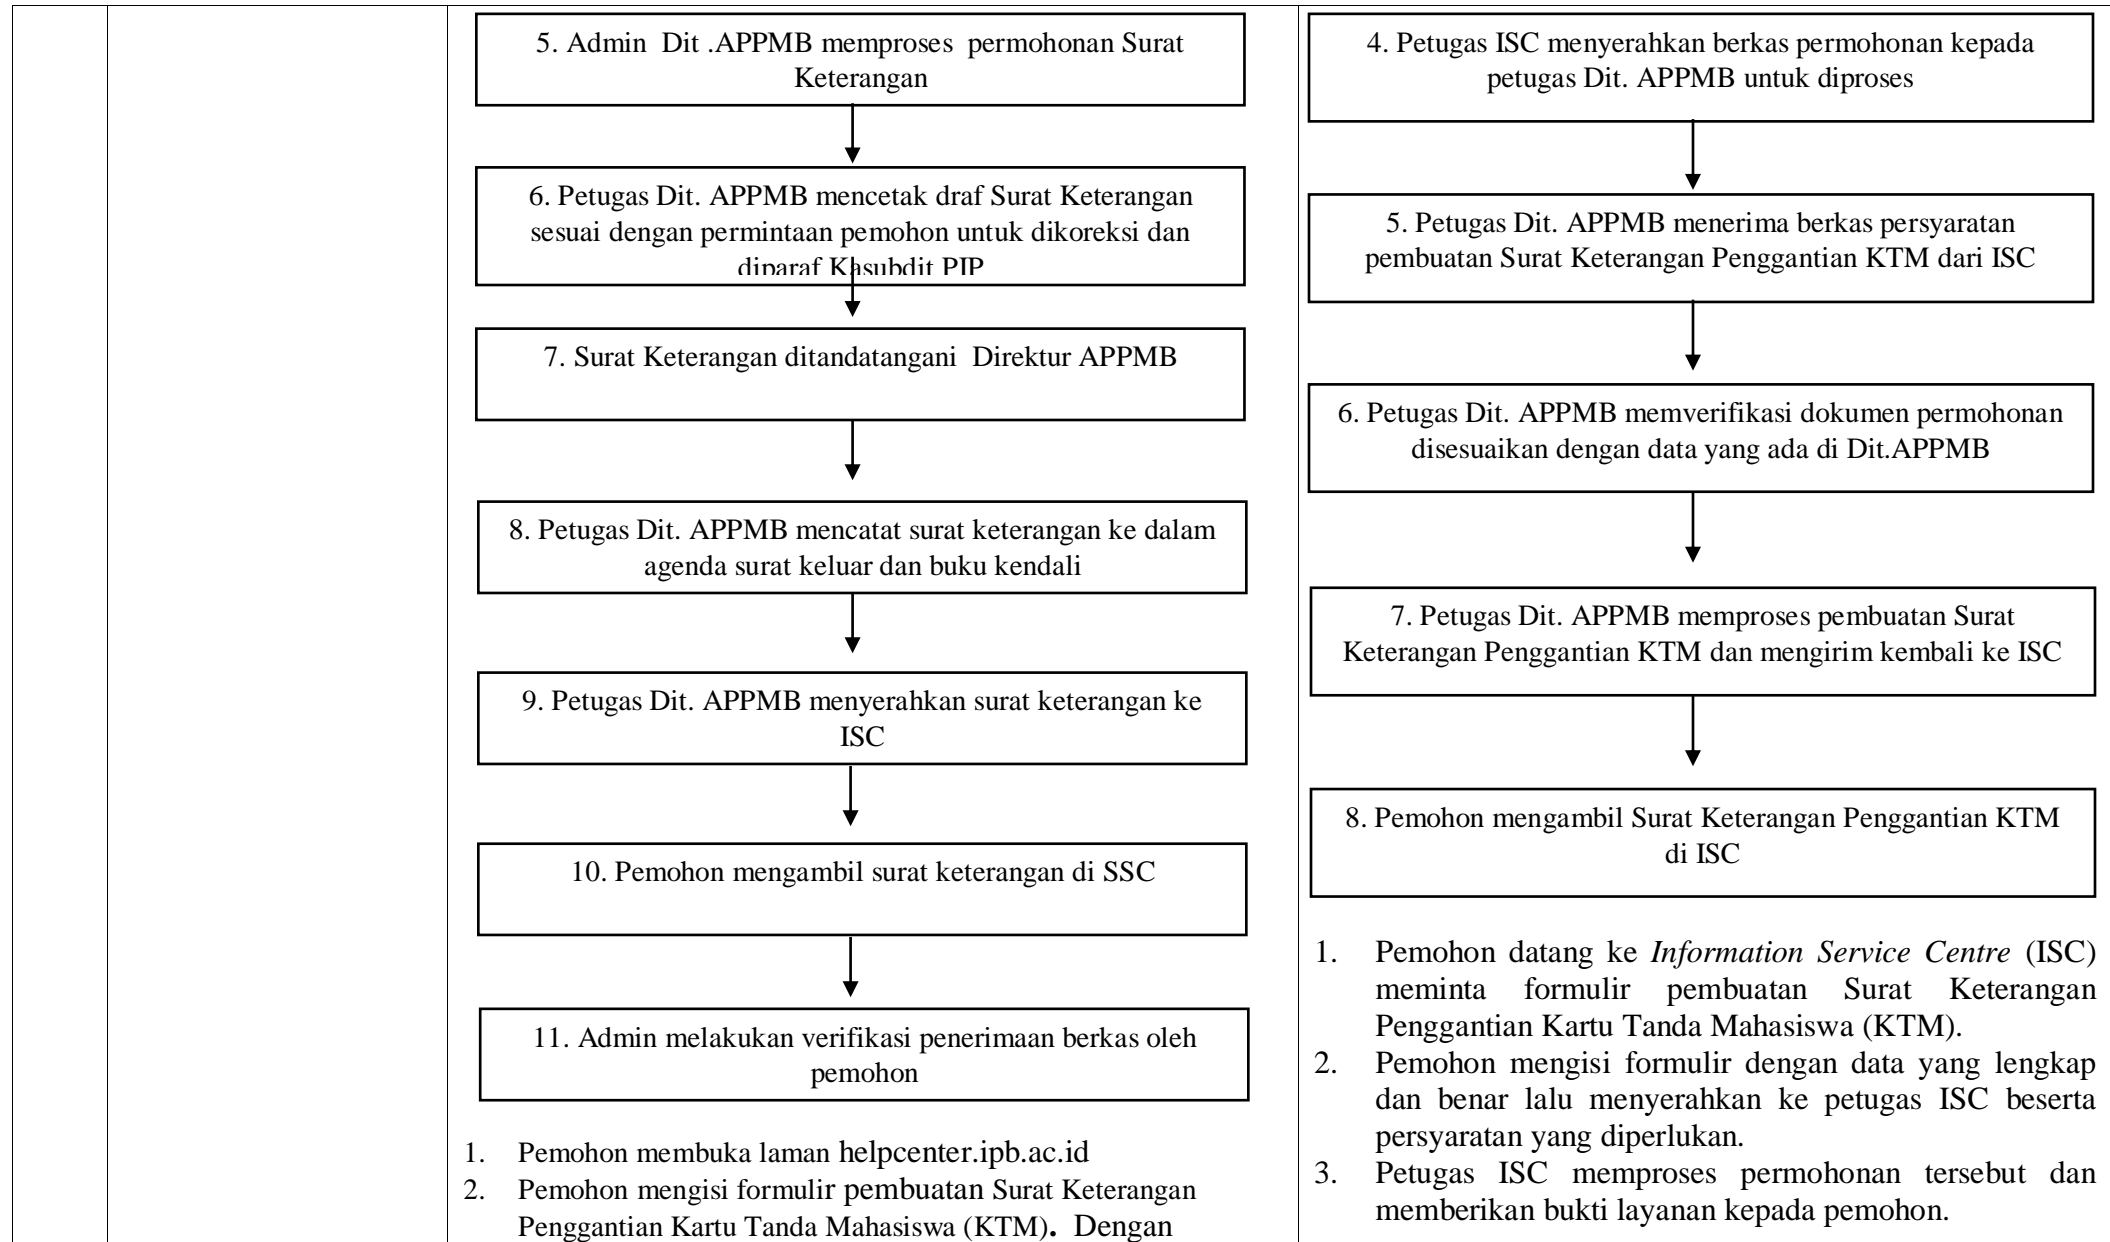 5. Admin Dit .APPMB memproses permohonan Surat
Keterangan
6. Petugas Dit. APPMB mencetak draf Surat Keterangan
sesuai dengan permintaan pemohon untuk dikoreksi dan
diparaf Kasubdit PIP
7. Surat Keterangan ditandatangani Direktur APPMB
8. Petugas Dit. APPMB mencatat surat keterangan ke dalam
agenda surat keluar dan buku kendali
9. Petugas Dit. APPMB menyerahkan surat keterangan ke
ISC
10. Pemohon mengambil surat keterangan di SSC
11. Admin melakukan verifikasi penerimaan berkas oleh
pemohon
1. Pemohon membuka laman helpcenter.ipb.ac.id
2. Pemohon mengisi formulir pembuatan Surat Keterangan
Penggantian Kartu Tanda Mahasiswa (KTM). Dengan
4. Petugas ISC menyerahkan berkas permohonan kepada
petugas Dit. APPMB untuk diproses
5. Petugas Dit. APPMB menerima berkas persyaratan
pembuatan Surat Keterangan Penggantian KTM dari ISC
6. Petugas Dit. APPMB memverifikasi dokumen permohonan
disesuaikan dengan data yang ada di Dit.APPMB
7. Petugas Dit. APPMB memproses pembuatan Surat
Keterangan Penggantian KTM dan mengirim kembali ke ISC
8. Pemohon mengambil Surat Keterangan Penggantian KTM
di ISC
1. Pemohon datang ke Information Service Centre (ISC)
meminta formulir pembuatan Surat Keterangan
Penggantian Kartu Tanda Mahasiswa (KTM).
2. Pemohon mengisi formulir dengan data yang lengkap
dan benar lalu menyerahkan ke petugas ISC beserta
persyaratan yang diperlukan.
3. Petugas ISC memproses permohonan tersebut dan
memberikan bukti layanan kepada pemohon.